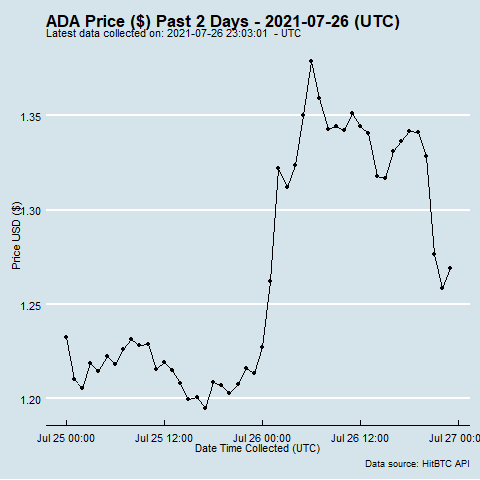 ADA Price ($) Past 2 Days - 2021-07-26 (UTC)
Latest data collected on: 2021-07-26 23:03:01 - UTC
1.35
1.30
1.25
1.20
Price USD ($)
Jul 25 00:00 Jul 25 12:00 Jul 26 00:00 Jul 26 12:00 Jul 27 00:00
Date Time Collected (UTC)
Data source: HitBTC API